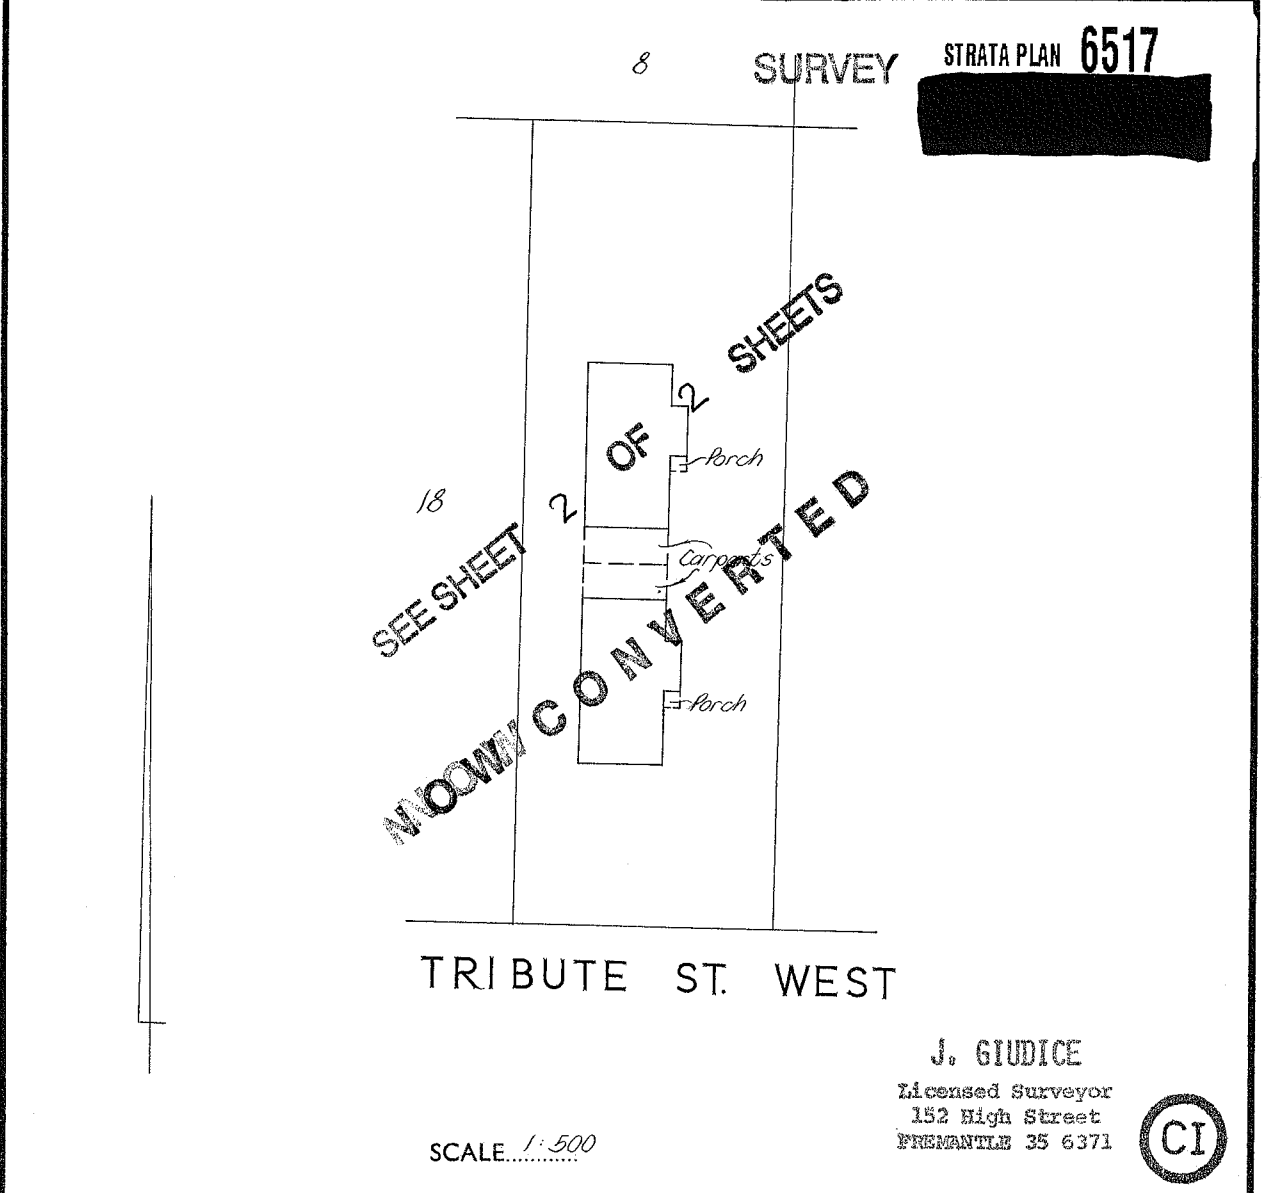 8
SURVEY
STRATA PLAN 6517
SEE SHEET 2 OF 2 SHEETS
Porch
18
Carports
NOW CONVERTED
Porch
TRIBUTE ST. WEST
J. GIUDICE
Licensed Surveyor
152 High Street
FREMANTLE 35 6371
SCALE 1:500
CI